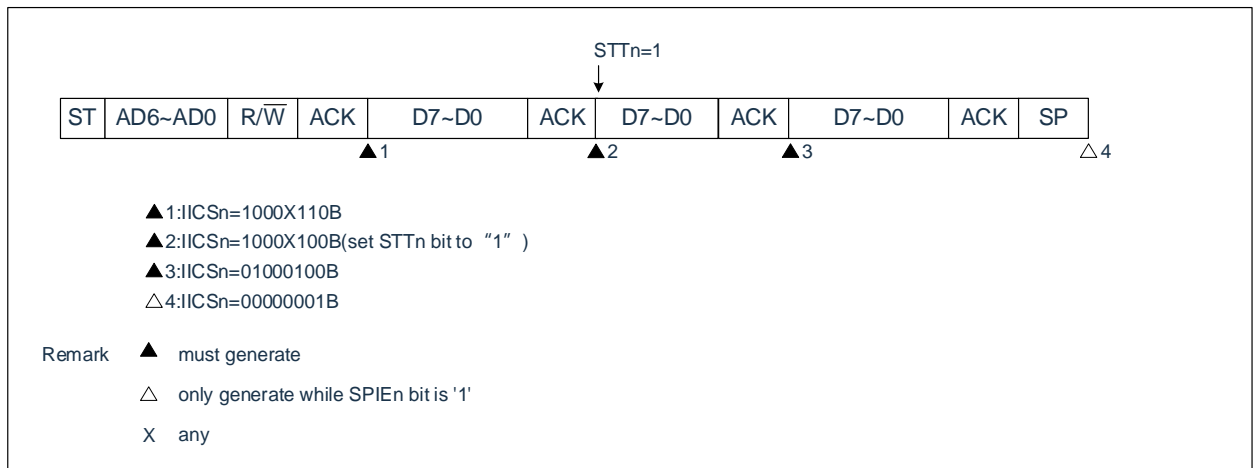 STTn=1
ST AD6~AD0 R/W ACK D7~D0 ACK D7~D0 ACK D7~D0 ACK SP
▲1 ▲2 ▲3 △4
▲1:IICSn=1000X110B
▲2:IICSn=1000X100B(set STTn bit to “1” )
▲3:IICSn=01000100B
△4:IICSn=00000001B
Remark ▲ must generate
△ only generate while SPIEn bit is '1'
X any